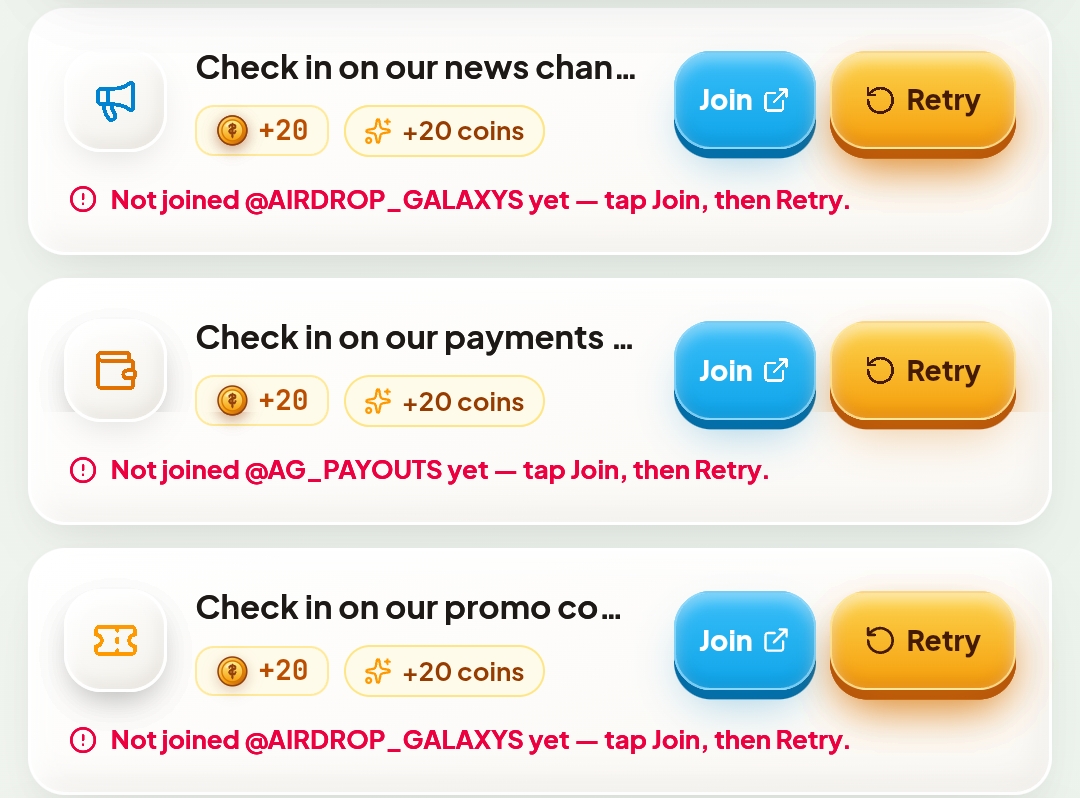 Check in on our news chan…
Join
Retry
+20
+20 coins
Not joined @AIRDROP_GALAXYS yet — tap Join, then Retry.
Check in on our payments …
Join
Retry
+20
+20 coins
Not joined @AG_PAYOUTS yet — tap Join, then Retry.
Check in on our promo co…
Join
Retry
+20
+20 coins
Not joined @AIRDROP_GALAXYS yet — tap Join, then Retry.